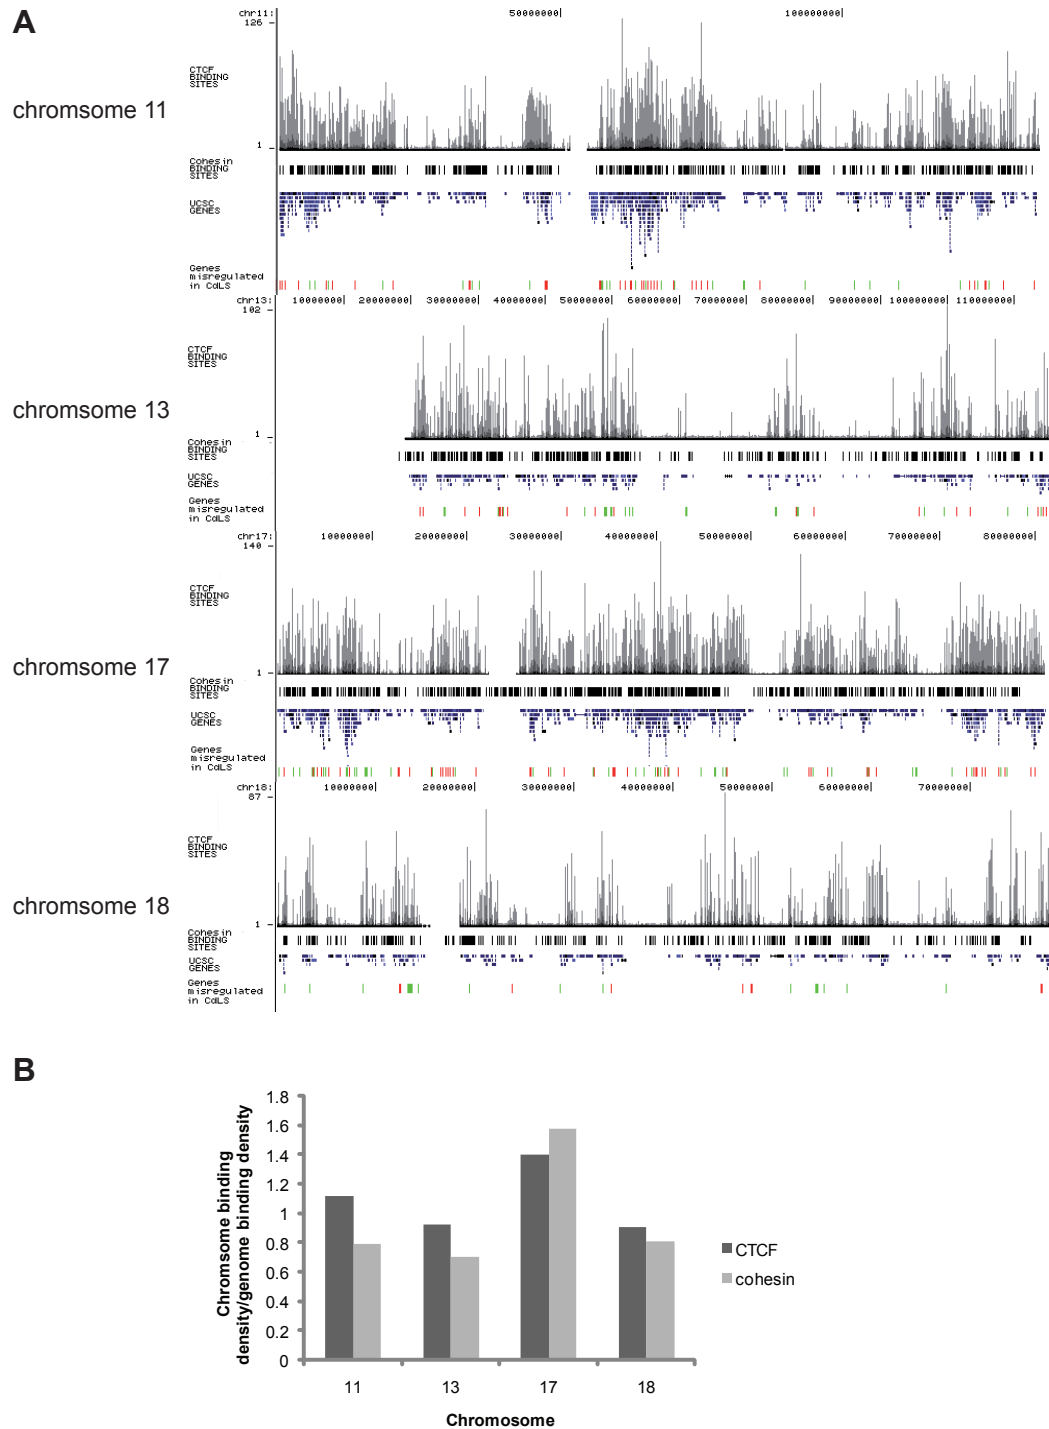 A
chr11: 50000000| 100000000|
126
CTCF
BINDING
SITES
chromsome 11
1
Cohesin
BINDING
SITES
UCSC
GENES
Genes
misregulated
in CdLS
chr13: 10000000| 20000000| 30000000| 40000000| 50000000| 60000000| 70000000| 80000000| 90000000| 100000000| 110000000|
102
CTCF
BINDING
SITES
chromsome 13
1
Cohesin
BINDING
SITES
UCSC
GENES
Genes
misregulated
in CdLS
chr17: 10000000| 20000000| 30000000| 40000000| 50000000| 60000000| 70000000| 80000000|
140
CTCF
BINDING
SITES
chromsome 17
1
Cohesin
BINDING
SITES
UCSC
GENES
Genes
misregulated
in CdLS
chr18: 10000000| 20000000| 30000000| 40000000| 50000000| 60000000| 70000000|
87
CTCF
BINDING
SITES
chromsome 18
1
Cohesin
BINDING
SITES
UCSC
GENES
Genes
misregulated
in CdLS
B
Chromsome binding
density/genome binding density
1.8
1.6
1.4
1.2
1
0.8
0.6
0.4
0.2
0
CTCF
cohesin
11 13 17 18
Chromosome